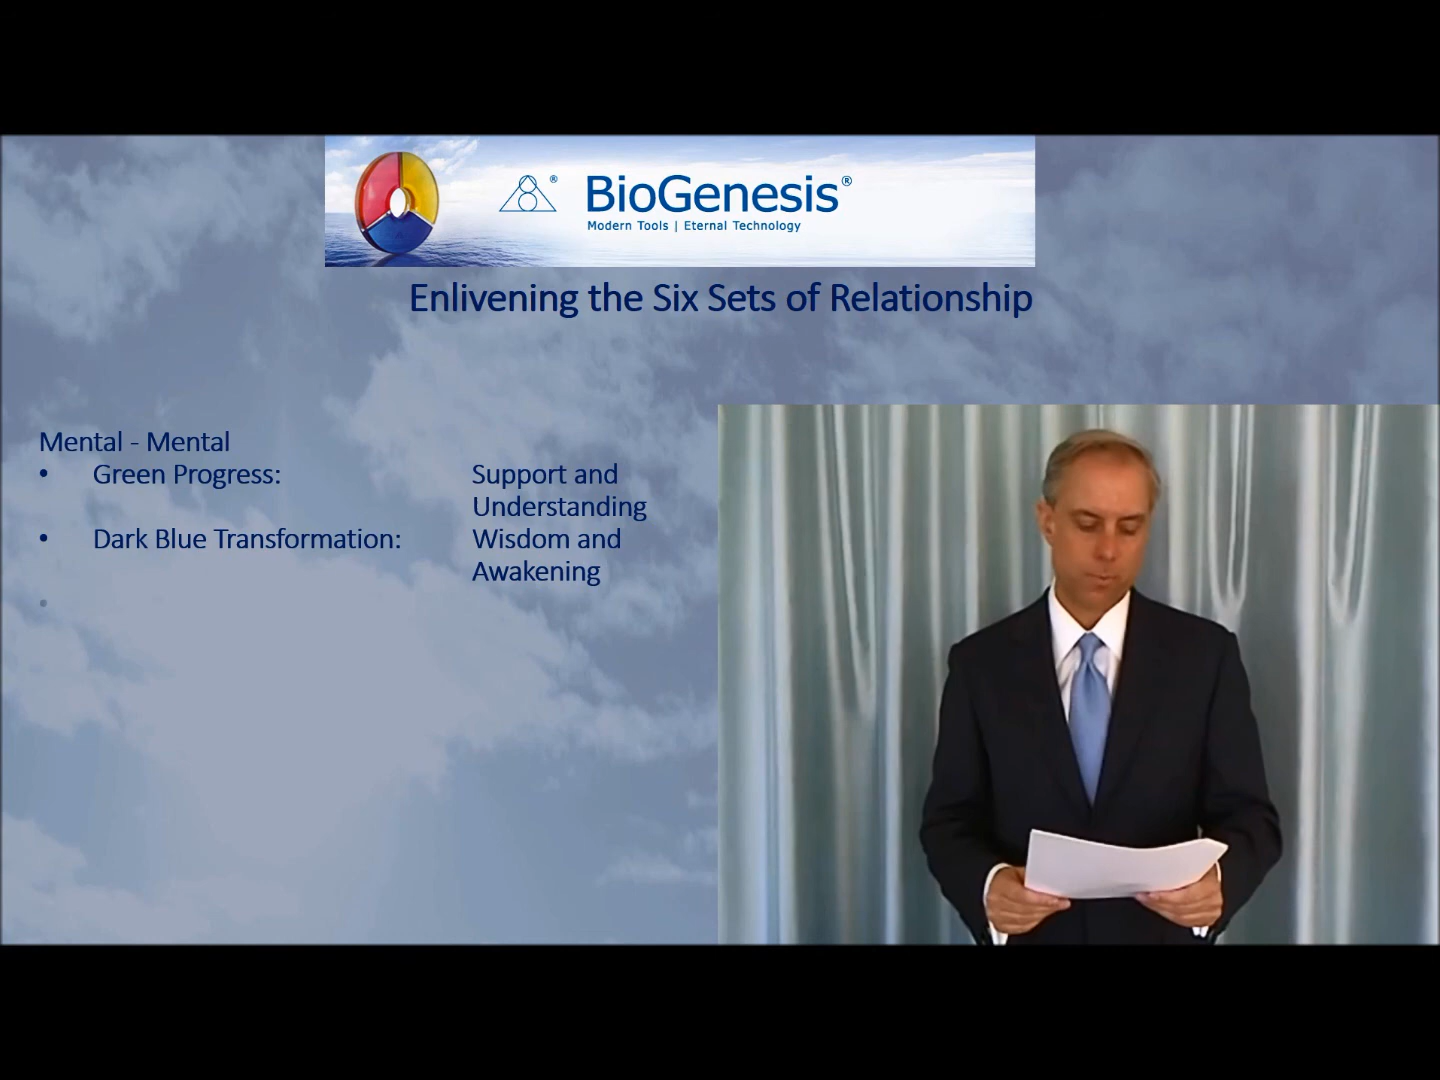 BioGenesis®
Modern Tools | Eternal Technology
Enlivening the Six Sets of Relationship
Mental - Mental
• Green Progress: Support and
Understanding
• Dark Blue Transformation: Wisdom and
Awakening
•